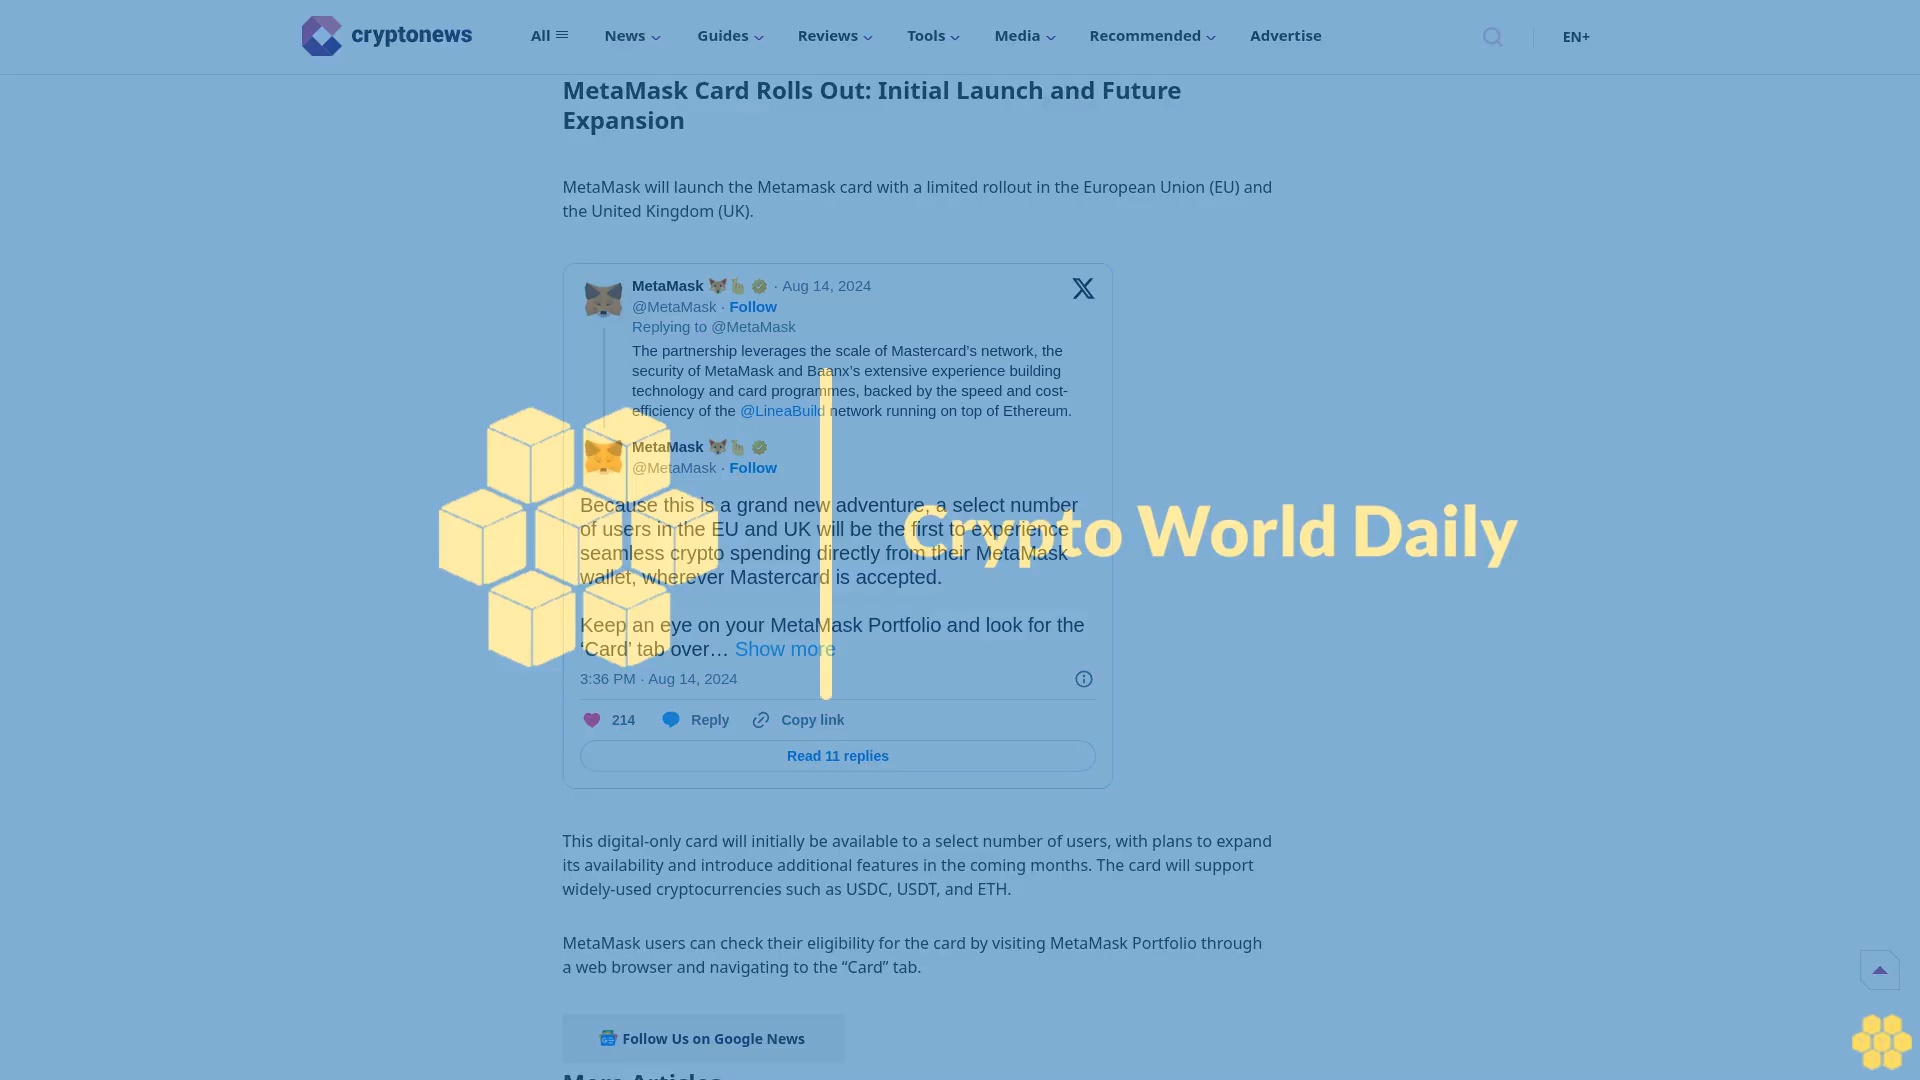 cryptonews
All
News
Guides
Reviews
Tools
Media
Recommended
Advertise
EN+
MetaMask Card Rolls Out: Initial Launch and Future
Expansion
MetaMask will launch the Metamask card with a limited rollout in the European Union (EU) and
the United Kingdom (UK).
MetaMask · Aug 14, 2024
@MetaMask · Follow
Replying to @MetaMask
The partnership leverages the scale of Mastercard’s network, the
security of MetaMask and Baanx’s extensive experience building
technology and card programmes, backed by the speed and cost-
efficiency of the @LineaBuild network running on top of Ethereum.
MetaMask
@MetaMask · Follow
Because this is a grand new adventure, a select number
of users in the EU and UK will be the first to experience
seamless crypto spending directly from their MetaMask
wallet, wherever Mastercard is accepted.
Keep an eye on your MetaMask Portfolio and look for the
‘Card’ tab over… Show more
3:36 PM · Aug 14, 2024
214
Reply
Copy link
Read 11 replies
Crypto World Daily
This digital-only card will initially be available to a select number of users, with plans to expand
its availability and introduce additional features in the coming months. The card will support
widely-used cryptocurrencies such as USDC, USDT, and ETH.
MetaMask users can check their eligibility for the card by visiting MetaMask Portfolio through
a web browser and navigating to the “Card” tab.
Follow Us on Google News
More Articles